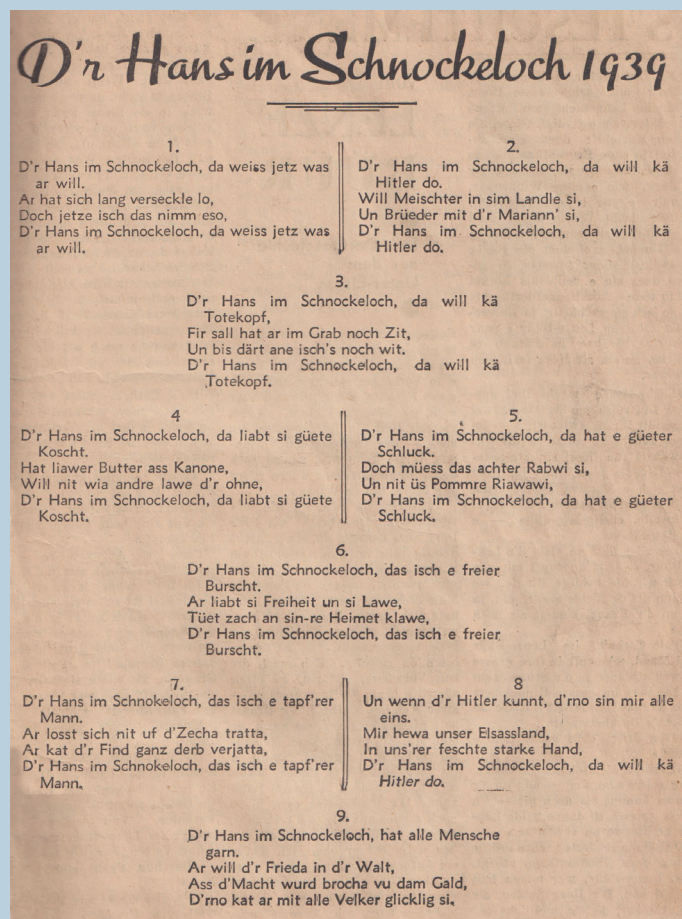 D'r Hans im Schnockeloch 1939
1.
D'r Hans im Schnockeloch, da weiss jetz was
ar will.
Ar hat sich lang verseckle lo,
Doch jetze isch das nimm eso,
D'r Hans im Schnockeloch, da weiss jetz was
ar will.
2.
D'r Hans im Schnockeloch, da will kä
Hitler do.
Will Meischter in sim Landle si,
Un Brüeder mit d'r Mariann' si,
D'r Hans im Schnockeloch, da will kä
Hitler do.
3.
D'r Hans im Schnockeloch, da will kä
Totekopf,
Fir sall hat ar im Grab noch Zit,
Un bis därt ane isch's noch wit.
D'r Hans im Schnockeloch, da will kä
Totekopf.
4
D'r Hans im Schnockeloch, da liabt si güete
Koscht.
Hat liawer Butter ass Kanone,
Will nit wia andre lawe d'r ohne,
D'r Hans im Schnockeloch, da liabt si güete
Koscht.
5.
D'r Hans im Schnockeloch, da hat e güeter
Schluck.
Doch müess das achter Rabwi si,
Un nit üs Pommre Riawawi,
D'r Hans im Schnockeloch, da hat e güeter
Schluck.
6.
D'r Hans im Schnockeloch, das isch e freier
Burscht.
Ar liabt si Freiheit un si Lawe,
Tüet zach an sin-re Heimet klawe,
D'r Hans im Schnockeloch, das isch e freier
Burscht.
7.
D'r Hans im Schnokeloch, das isch e tapf'rer
Mann.
Ar losst sich nit uf d'Zecha tratta,
Ar kat d'r Find ganz derb verjatta,
D'r Hans im Schnokeloch, das isch e tapf'rer
Mann.
8
Un wenn d'r Hitler kunnt, d'rno sin mir alle
eins.
Mir hewa unser Elsassland,
In uns'rer feschte starke Hand,
D'r Hans im Schnockeloch, da will kä
Hitler do.
9.
D'r Hans im Schnockeloch, hat alle Mensche
garn.
Ar will d'r Frieda in d'r Walt,
Ass d'Macht wurd brocha vu dam Gald,
D'rno kat ar mit alle Velker glicklig si.